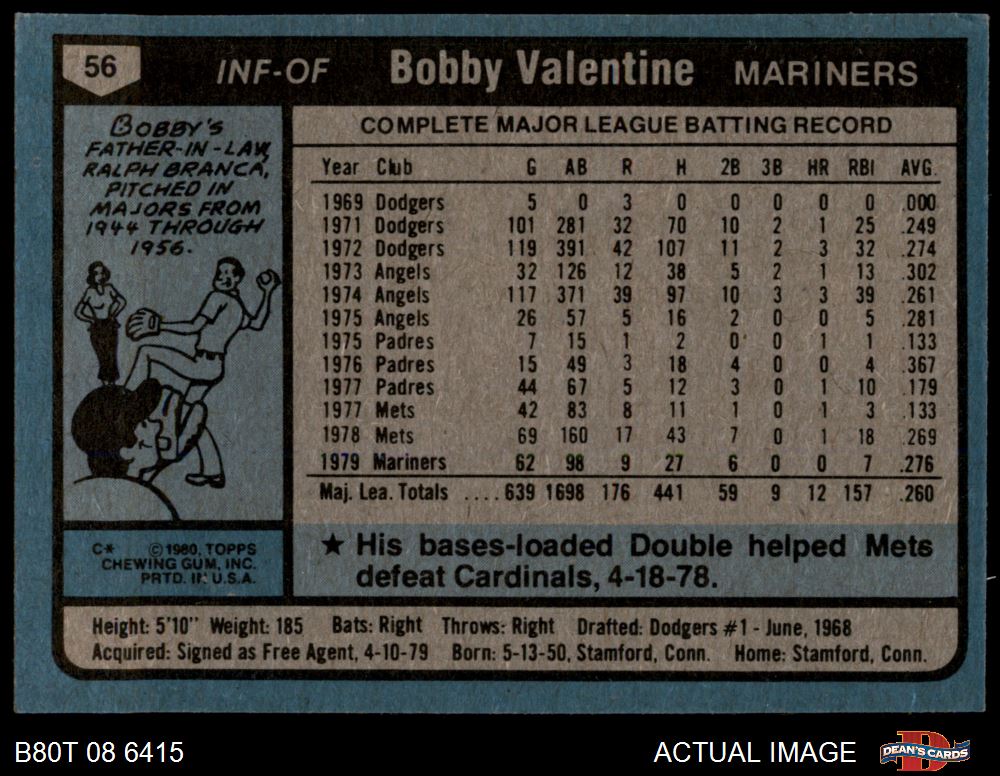 56 INF-OF Bobby Valentine MARINERS
BOBBY'S
FATHER-IN-LAW,
RALPH BRANCA,
PITCHED IN
MAJORS FROM
1944 THROUGH
1956.
COMPLETE MAJOR LEAGUE BATTING RECORD
Year Club G AB R H 2B 3B HR RBI AVG.
1969 Dodgers 5 0 3 0 0 0 0 0 .000
1971 Dodgers 101 281 32 70 10 2 1 25 .249
1972 Dodgers 119 391 42 107 11 2 3 32 .274
1973 Angels 32 126 12 38 5 2 1 13 .302
1974 Angels 117 371 39 97 10 3 3 39 .261
1975 Angels 26 57 5 16 2 0 0 5 .281
1975 Padres 7 15 1 2 0 0 1 1 .133
1976 Padres 15 49 3 18 4 0 0 4 .367
1977 Padres 44 67 5 12 3 0 1 10 .179
1977 Mets 42 83 8 11 1 0 1 3 .133
1978 Mets 69 160 17 43 7 0 1 18 .269
1979 Mariners 62 98 9 27 6 0 0 7 .276
Maj. Lea. Totals ....639 1698 176 441 59 9 12 157 .260
★ His bases-loaded Double helped Mets
defeat Cardinals, 4-18-78.
C* © 1980, TOPPS
CHEWING GUM, INC.
PRTD. IN U.S.A.
Height: 5'10" Weight: 185 Bats: Right Throws: Right Drafted: Dodgers #1 - June, 1968
Acquired: Signed as Free Agent, 4-10-79 Born: 5-13-50, Stamford, Conn. Home: Stamford, Conn.
B80T 08 6415 ACTUAL IMAGE D DEAN'S CARDS